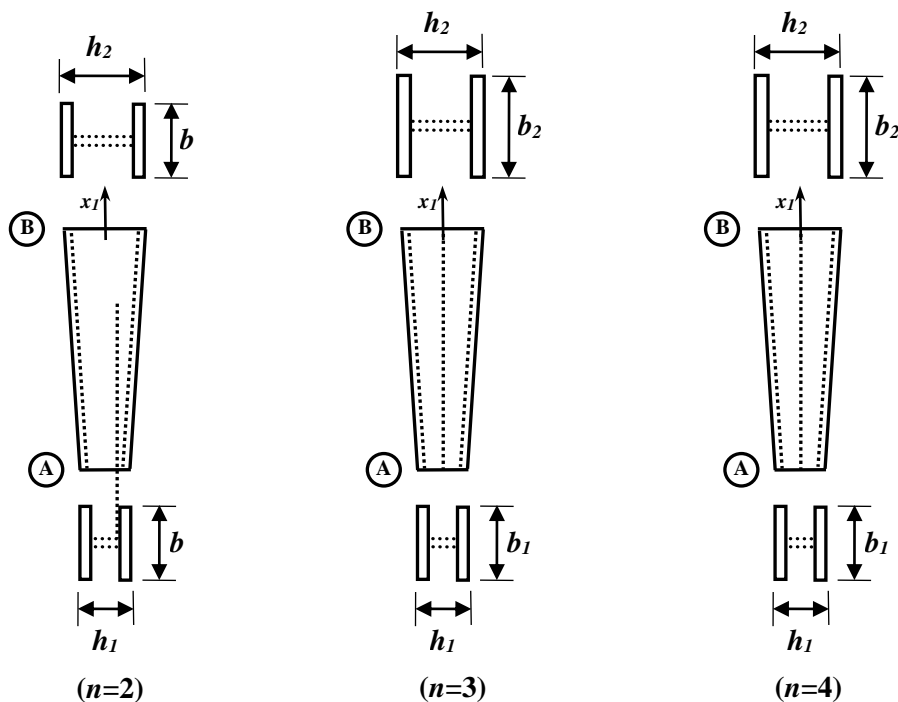 h2 h2 h2
b b2 b2
x1 x1 x1
B B B
A A A
b b1 b1
h1 h1 h1
(n=2) (n=3) (n=4)